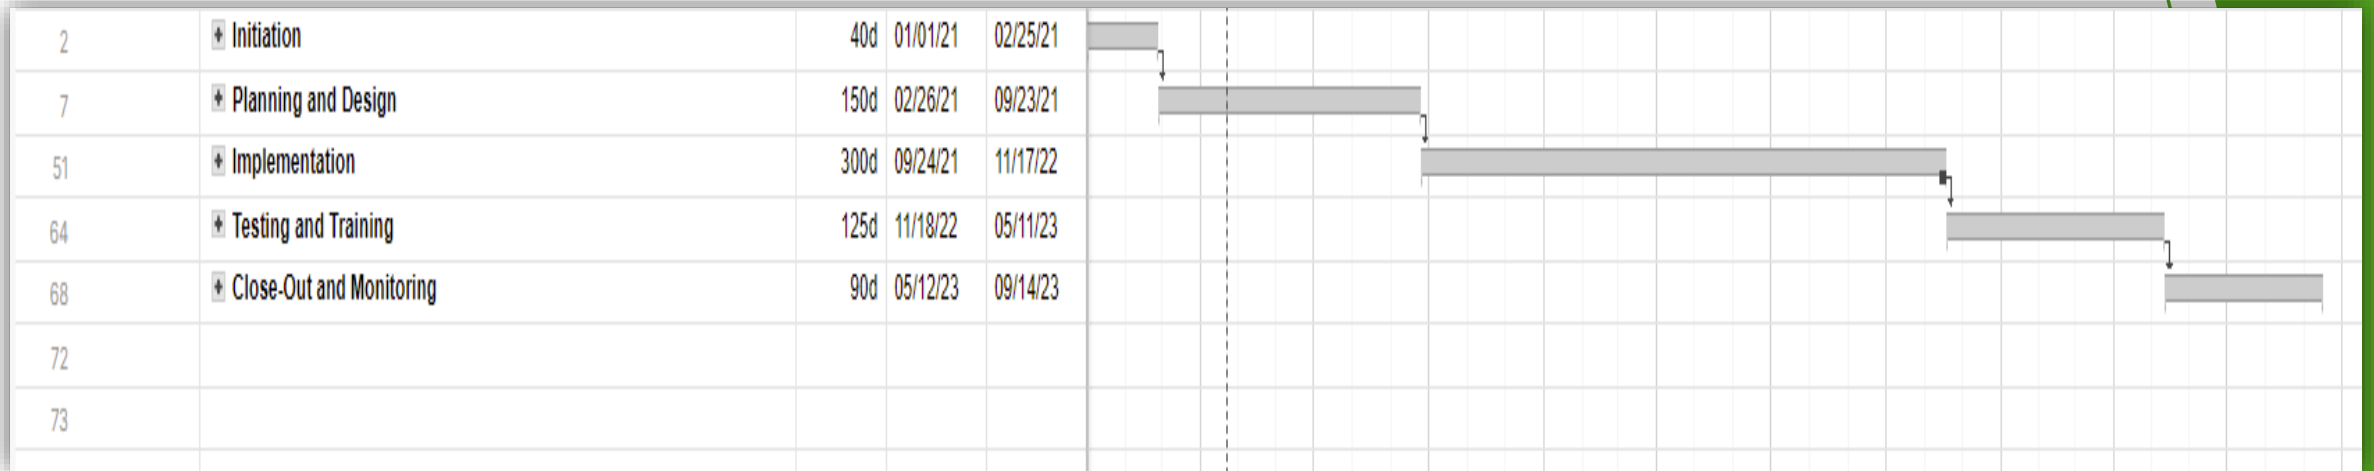 2 Initiation 40d 01/01/21 02/25/21
7 Planning and Design 150d 02/26/21 09/23/21
51 Implementation 300d 09/24/21 11/17/22
64 Testing and Training 125d 11/18/22 05/11/23
68 Close-Out and Monitoring 90d 05/12/23 09/14/23
72
73